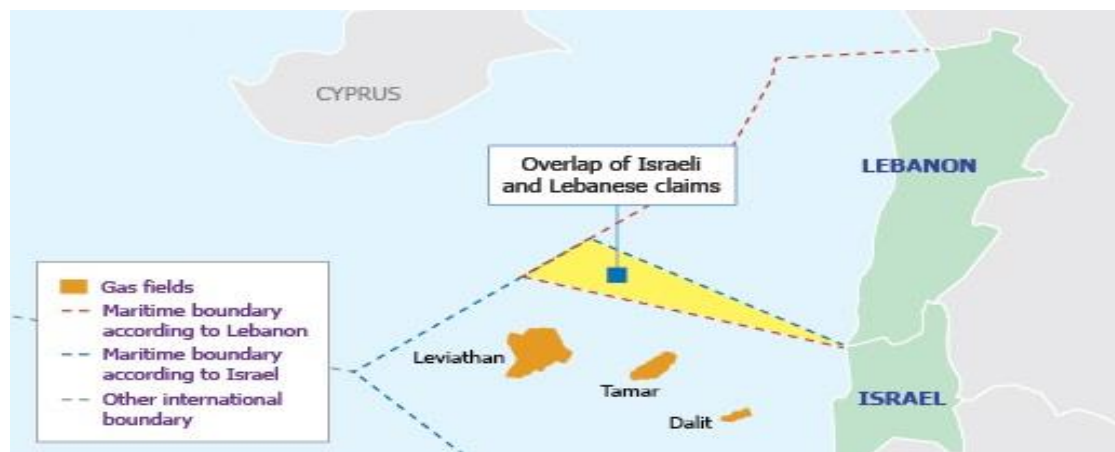 CYPRUS
Overlap of Israeli
and Lebanese claims
LEBANON
Gas fields
Maritime boundary
according to Lebanon
Maritime boundary
according to Israel
Other international
boundary
Leviathan
Tamar
Dalit
ISRAEL